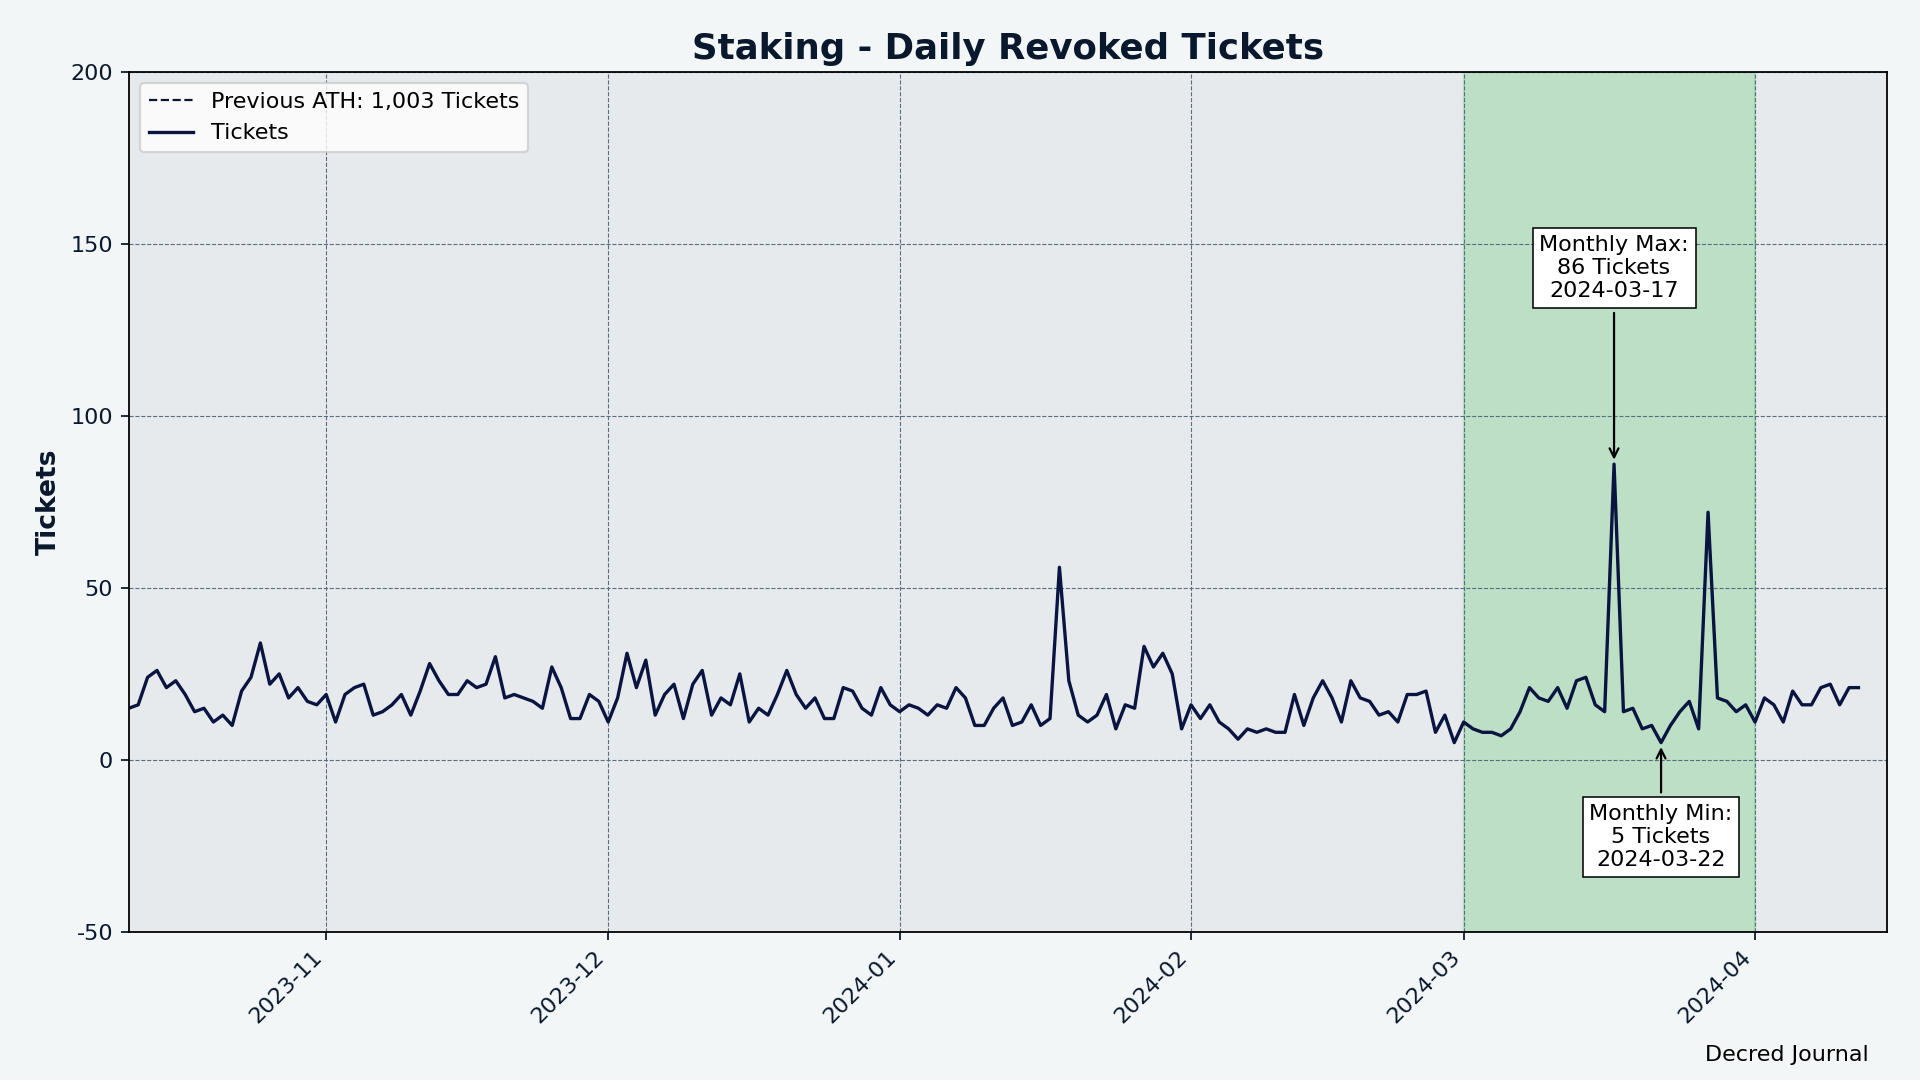 Staking - Daily Revoked Tickets
Previous ATH: 1,003 Tickets
Tickets
200
150
100
50
0
-50
Tickets
Monthly Max:
86 Tickets
2024-03-17
Monthly Min:
5 Tickets
2024-03-22
2023-11
2023-12
2024-01
2024-02
2024-03
2024-04
Decred Journal